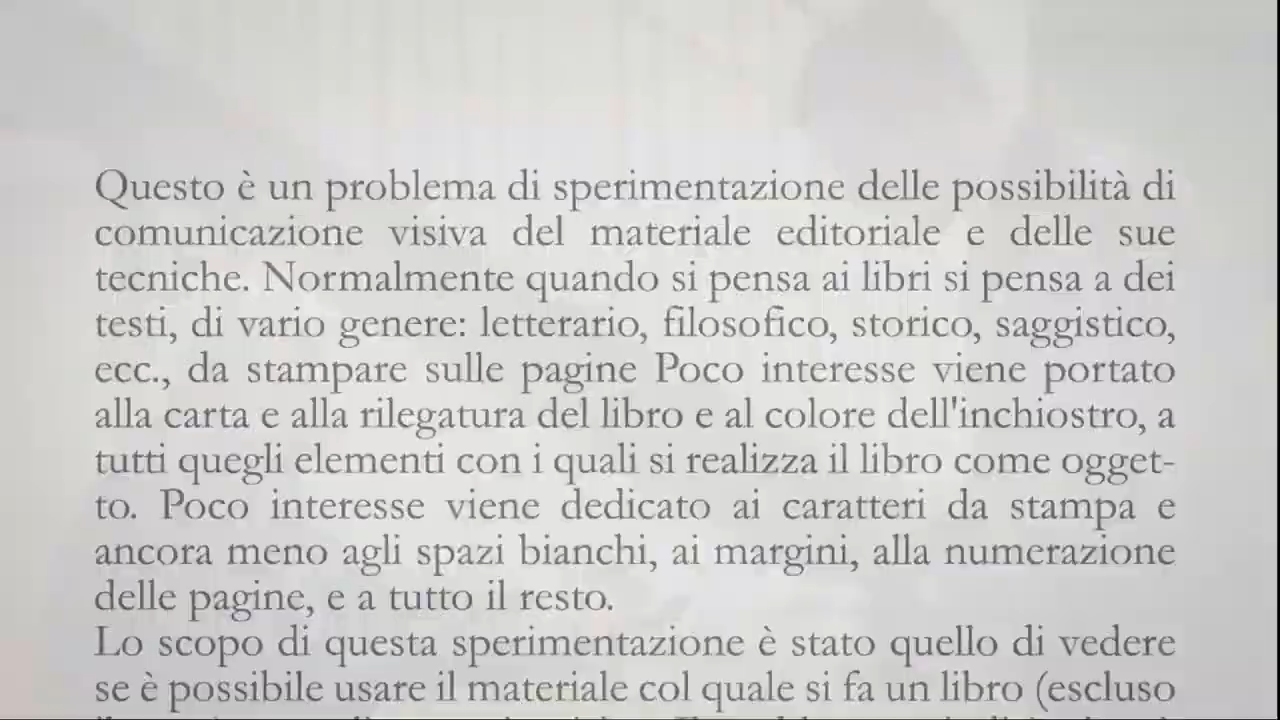 Questo è un problema di sperimentazione delle possibilità di
comunicazione visiva del materiale editoriale e delle sue
tecniche. Normalmente quando si pensa ai libri si pensa a dei
testi, di vario genere: letterario, filosofico, storico, saggistico,
ecc., da stampare sulle pagine Poco interesse viene portato
alla carta e alla rilegatura del libro e al colore dell'inchiostro, a
tutti quegli elementi con i quali si realizza il libro come ogget-
to. Poco interesse viene dedicato ai caratteri da stampa e
ancora meno agli spazi bianchi, ai margini, alla numerazione
delle pagine, e a tutto il resto.
Lo scopo di questa sperimentazione è stato quello di vedere
se è possibile usare il materiale col quale si fa un libro (escluso